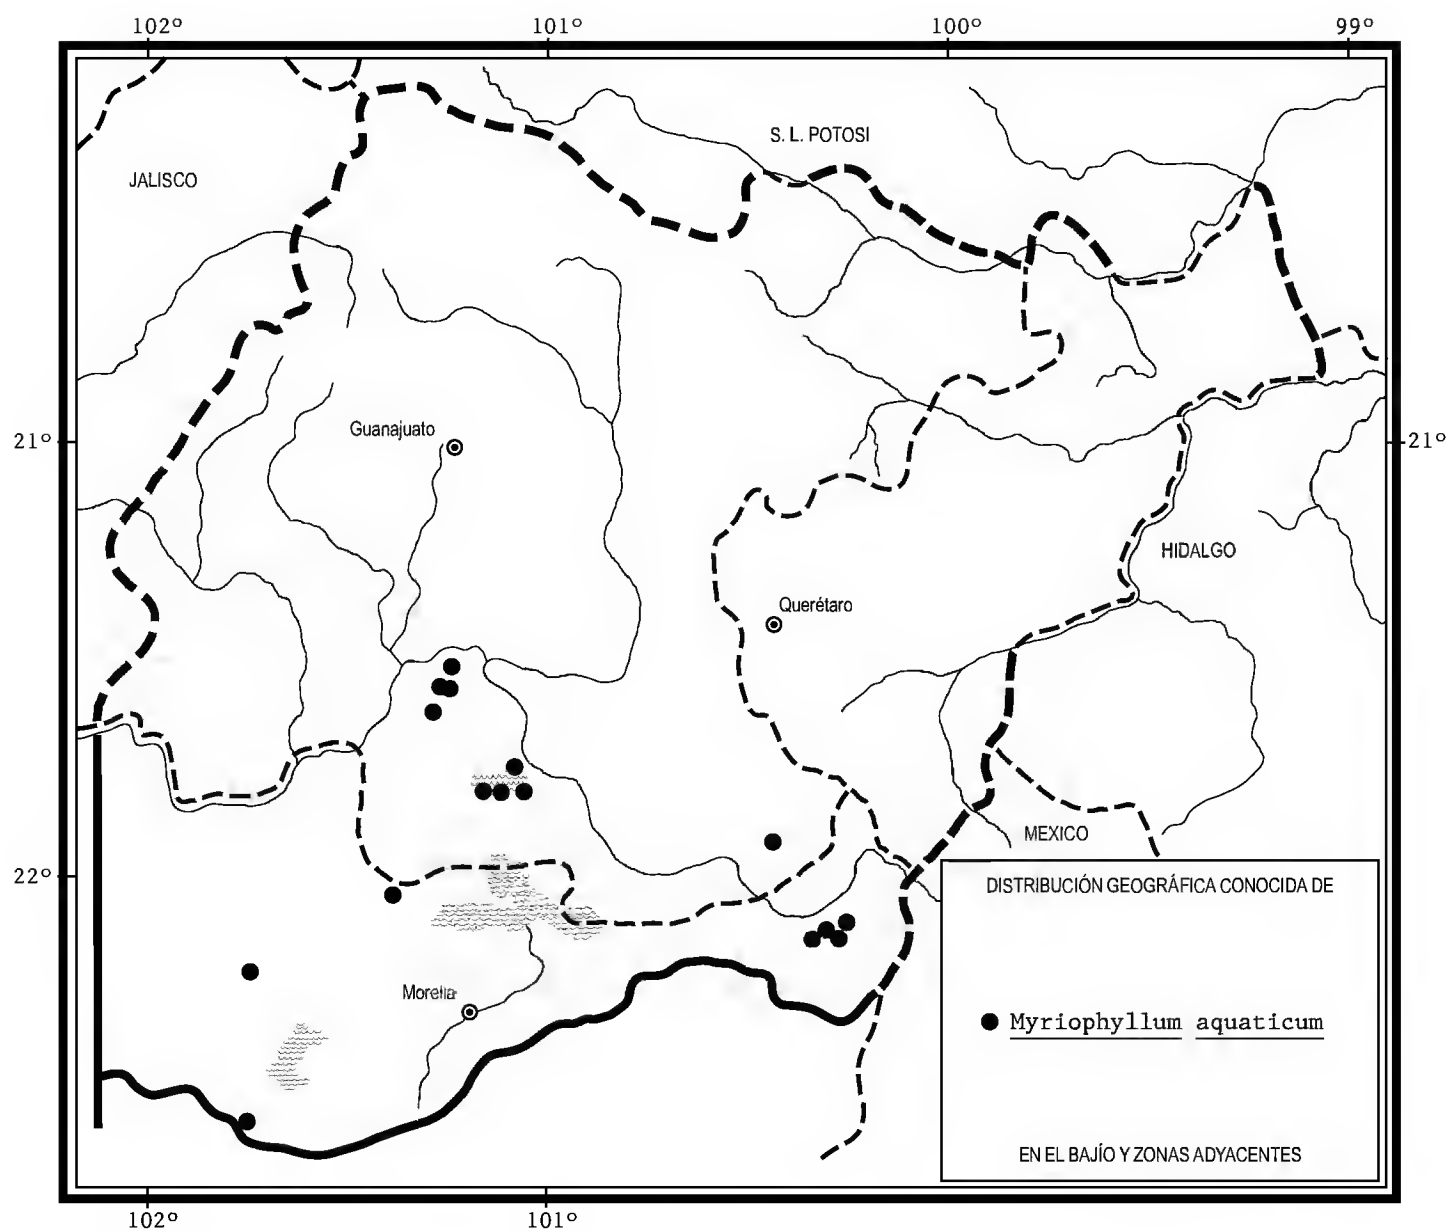 102º 101º 100º 99º
S. L. POTOSI
JALISCO
Guanajuato
21º 21º
HIDALGO
Querétaro
MEXICO
22º
DISTRIBUCIÓN GEOGRÁFICA CONOCIDA DE
Morelia
Myriophyllum aquaticum
EN EL BAJÍO Y ZONAS ADYACENTES
102º 101º